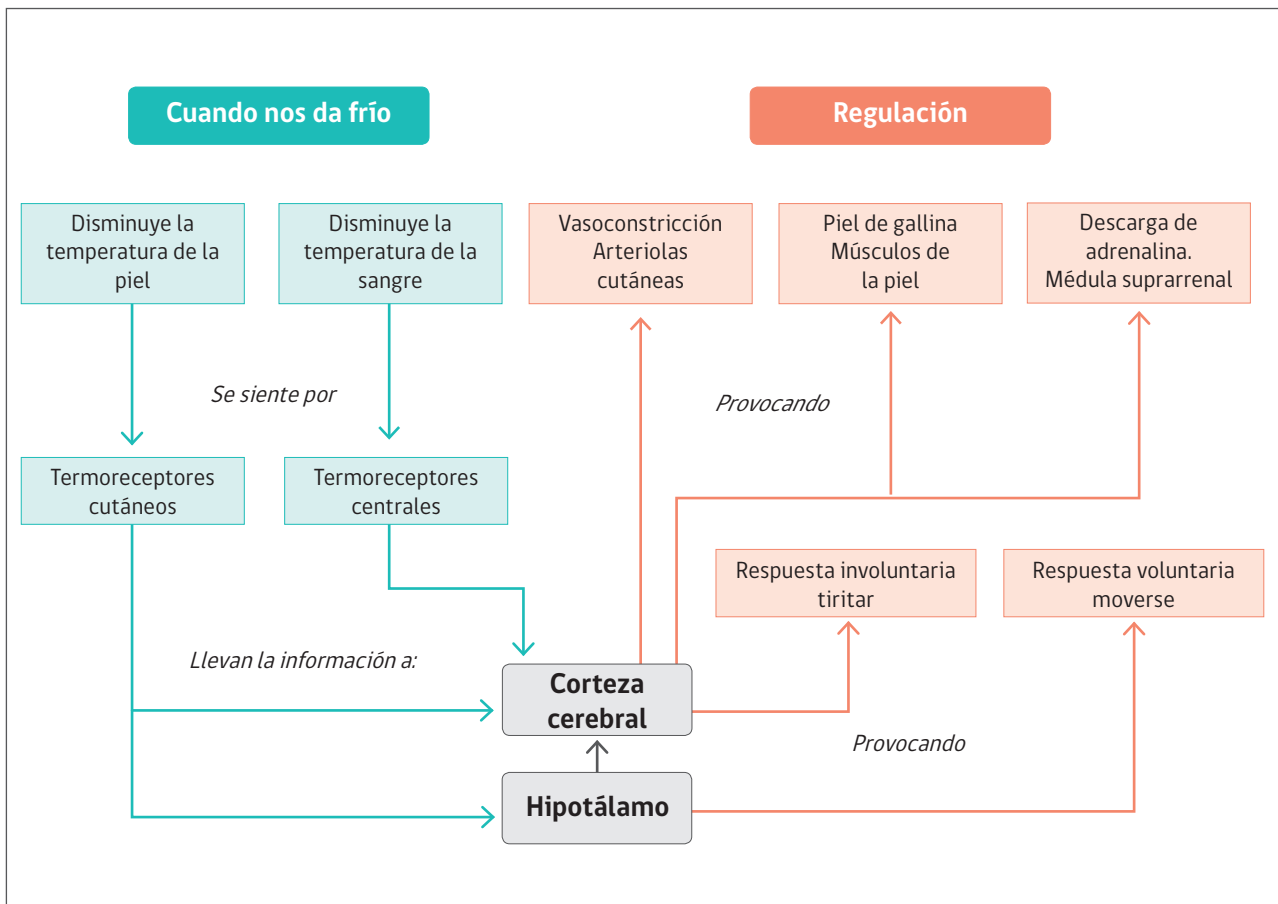 Cuando nos da frío
Regulación
Disminuye la
temperatura de la
piel
Disminuye la
temperatura de la
sangre
Vasoconstricción
Arteriolas
cutáneas
Piel de gallina
Músculos de
la piel
Descarga de
adrenalina.
Médula suprarrenal
Se siente por
Provocando
Termoreceptores
cutáneos
Termoreceptores
centrales
Respuesta involuntaria
tiritar
Respuesta voluntaria
moverse
Llevan la información a:
Corteza
cerebral
Provocando
Hipotálamo